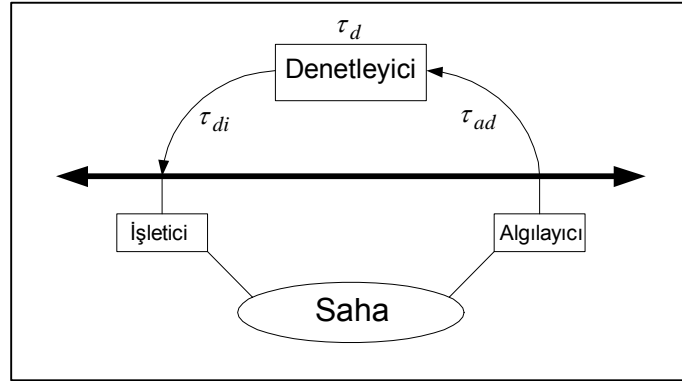 τd
Denetleyici
τdi
τad
İşletici
Algılayıcı
Saha